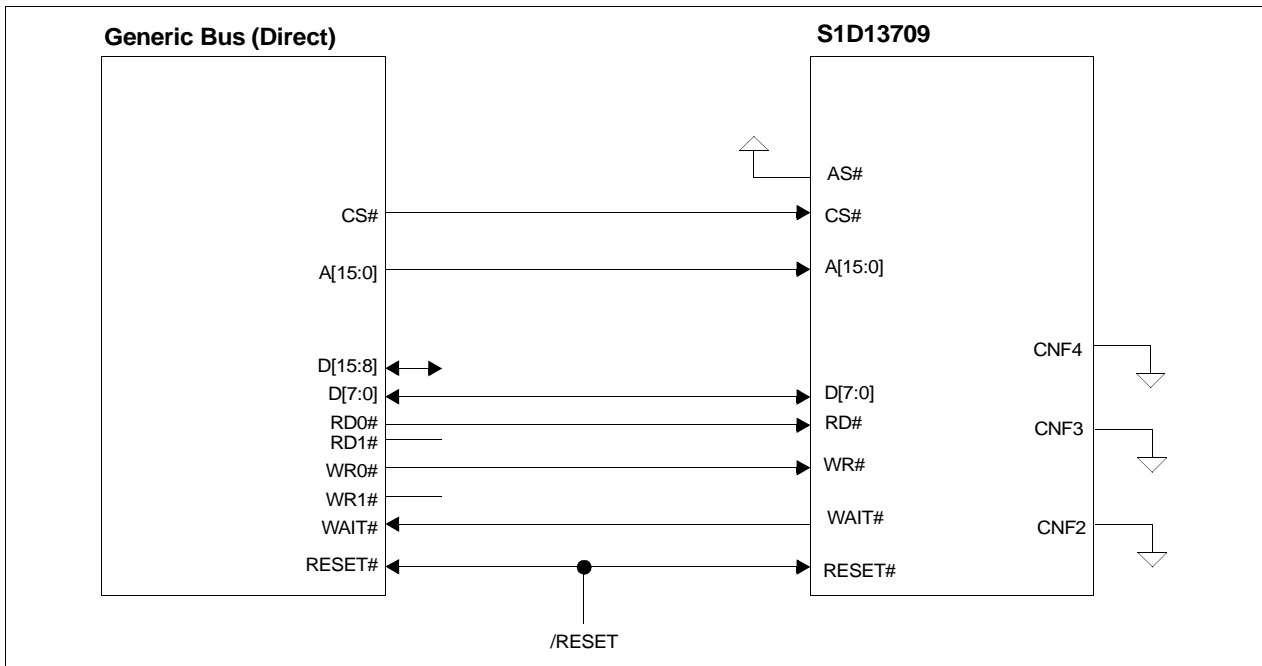 Generic Bus (Direct)
S1D13709
AS#
CS#
CS#
A[15:0]
A[15:0]
CNF4
D[15:8]
D[7:0]
D[7:0]
RD0#
RD#
RD1#
CNF3
WR0#
WR#
WR1#
WAIT#
WAIT#
CNF2
RESET#
RESET#
/RESET